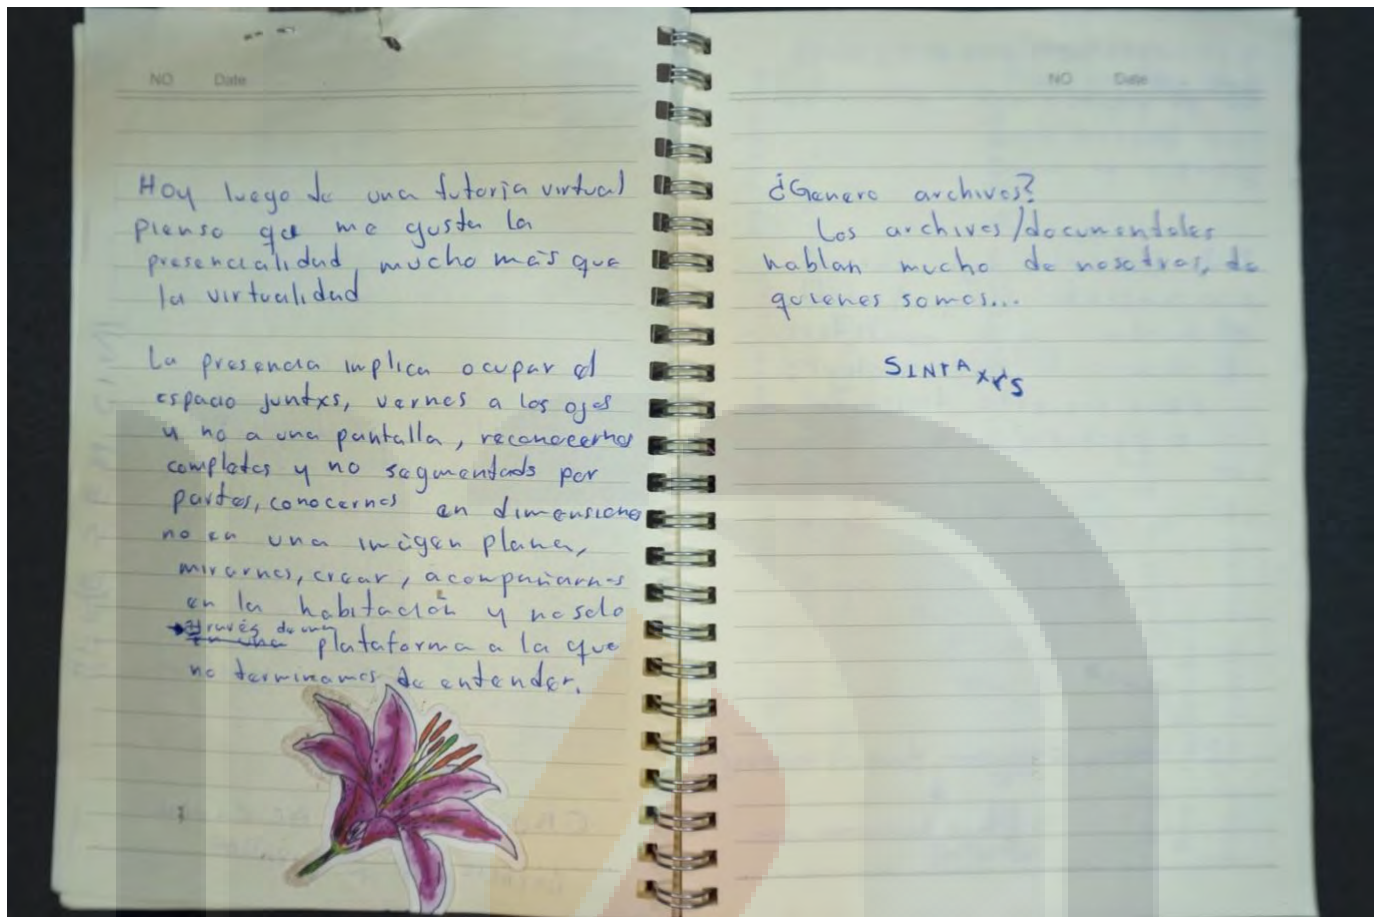 NO Date
Hoy luego de una tutoría virtual
pienso que me gusta la
presencialidad, mucho más que
la virtualidad
La presencia implica ocupar el
espacio juntxs, vernos a los ojos
y no a una pantalla, reconocernos
completos y no segmentados por
partes, conocernos en dimensiones
no en una imágen plana,
mirarnos, crear, acompañarnos
en la habitación y no solo
través de una
en una plataforma a la que
no terminamos de entender.
NO Date
¿Genero archivos?
Los archivos/documentales
hablan mucho de nosotros, de
quienes somos...